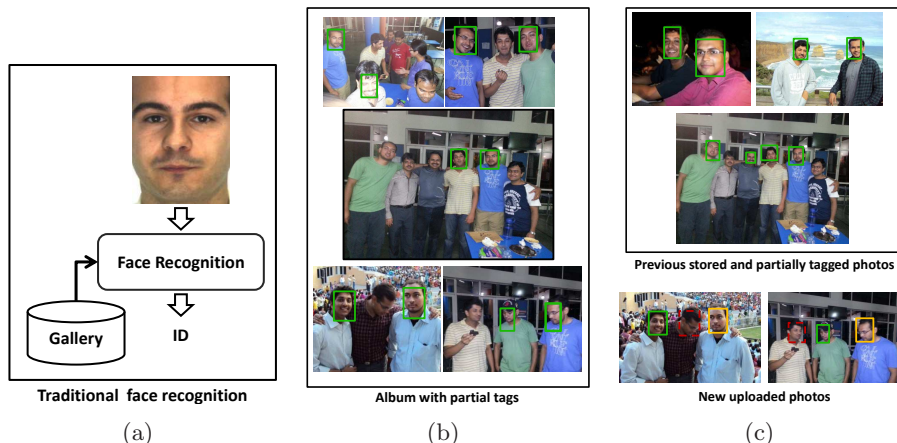 Face Recognition
Gallery
ID
Traditional face recognition
(a)
Album with partial tags
(b)
Previous stored and partially tagged photos
New uploaded photos
(c)